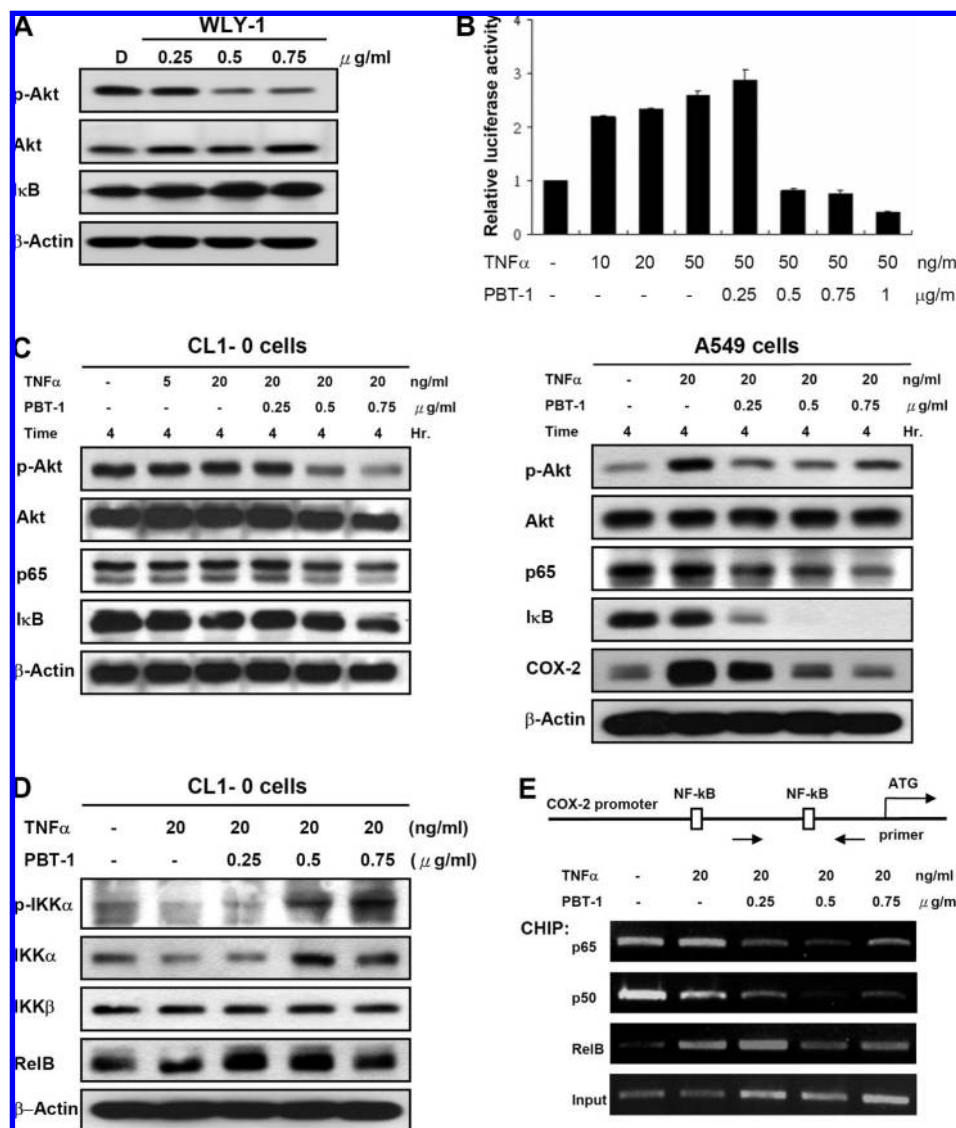 A
WLY-1
D 0.25 0.5 0.75 μg/ml
p-Akt
Akt
IκB
β-Actin
B
Relative luciferase activity
4
3
2
1
0
TNFα - 10 20 50 50 50 50 50 ng/m
PBT-1 - - - - 0.25 0.5 0.75 1 μg/m
C
CL1- 0 cells
TNFα - 5 20 20 20 20 ng/ml
PBT-1 - - - 0.25 0.5 0.75 μg/ml
Time 4 4 4 4 4 4 Hr.
p-Akt
Akt
p65
IκB
β-Actin
A549 cells
TNFα - 20 20 20 20 ng/ml
PBT-1 - - 0.25 0.5 0.75 μg/ml
Time 4 4 4 4 4 Hr.
p-Akt
Akt
p65
IκB
COX-2
β-Actin
D
CL1- 0 cells
TNFα - 20 20 20 20 (ng/ml)
PBT-1 - - 0.25 0.5 0.75 (μg/ml)
p-IKKα
IKKα
IKKβ
RelB
β-Actin
E
COX-2 promoter NF-kB NF-kB ATG
primer
TNFα - 20 20 20 20 ng/ml
PBT-1 - - 0.25 0.5 0.75 μg/m
CHIP:
p65
p50
RelB
Input